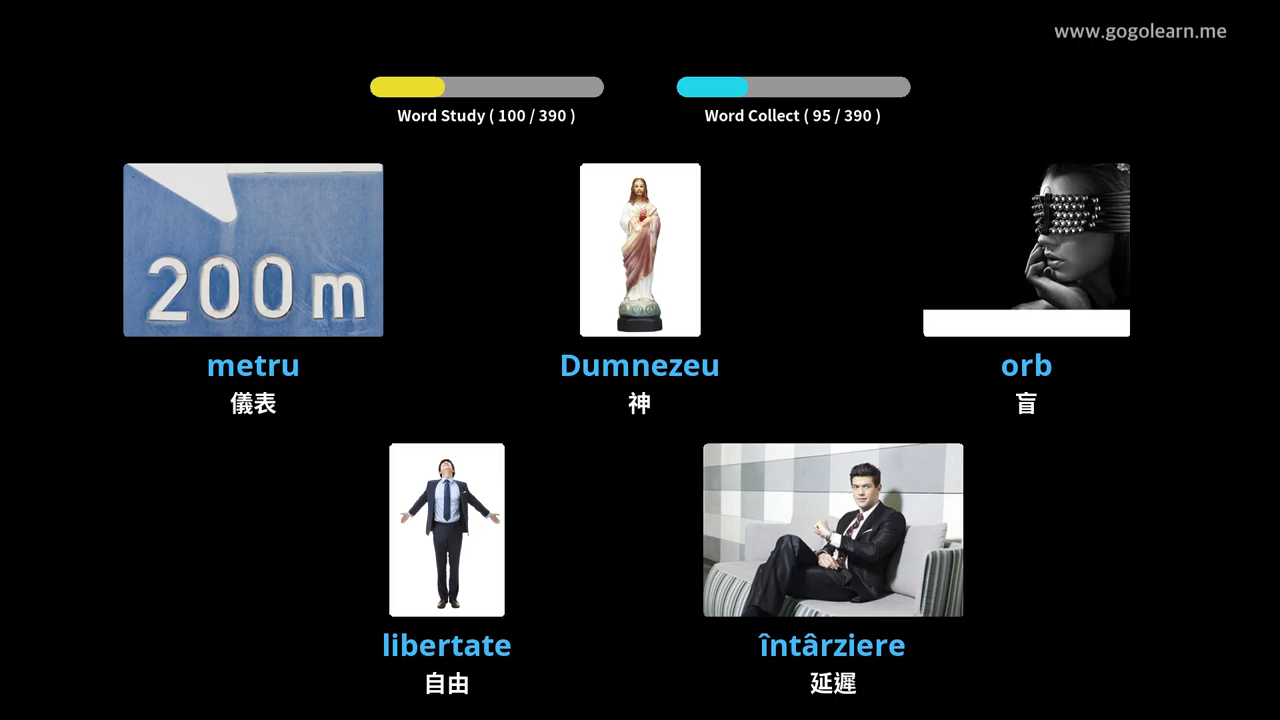 www.gogolearn.me
Word Study ( 100 / 390 )
Word Collect ( 95 / 390 )
200m
metru
儀表
Dumnezeu
神
orb
盲
libertate
自由
întârziere
延遲